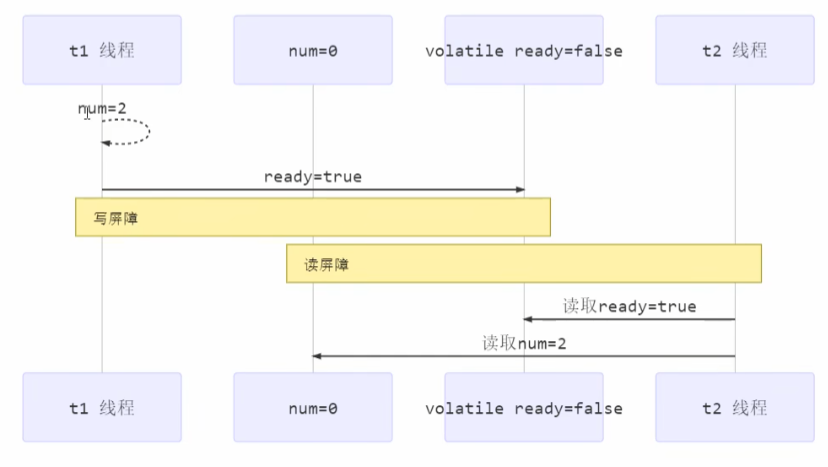 t1 线程
num=0
volatile ready=false
t2 线程
num=2
ready=true
写屏障
读屏障
读取ready=true
读取num=2
t1 线程
num=0
volatile ready=false
t2 线程